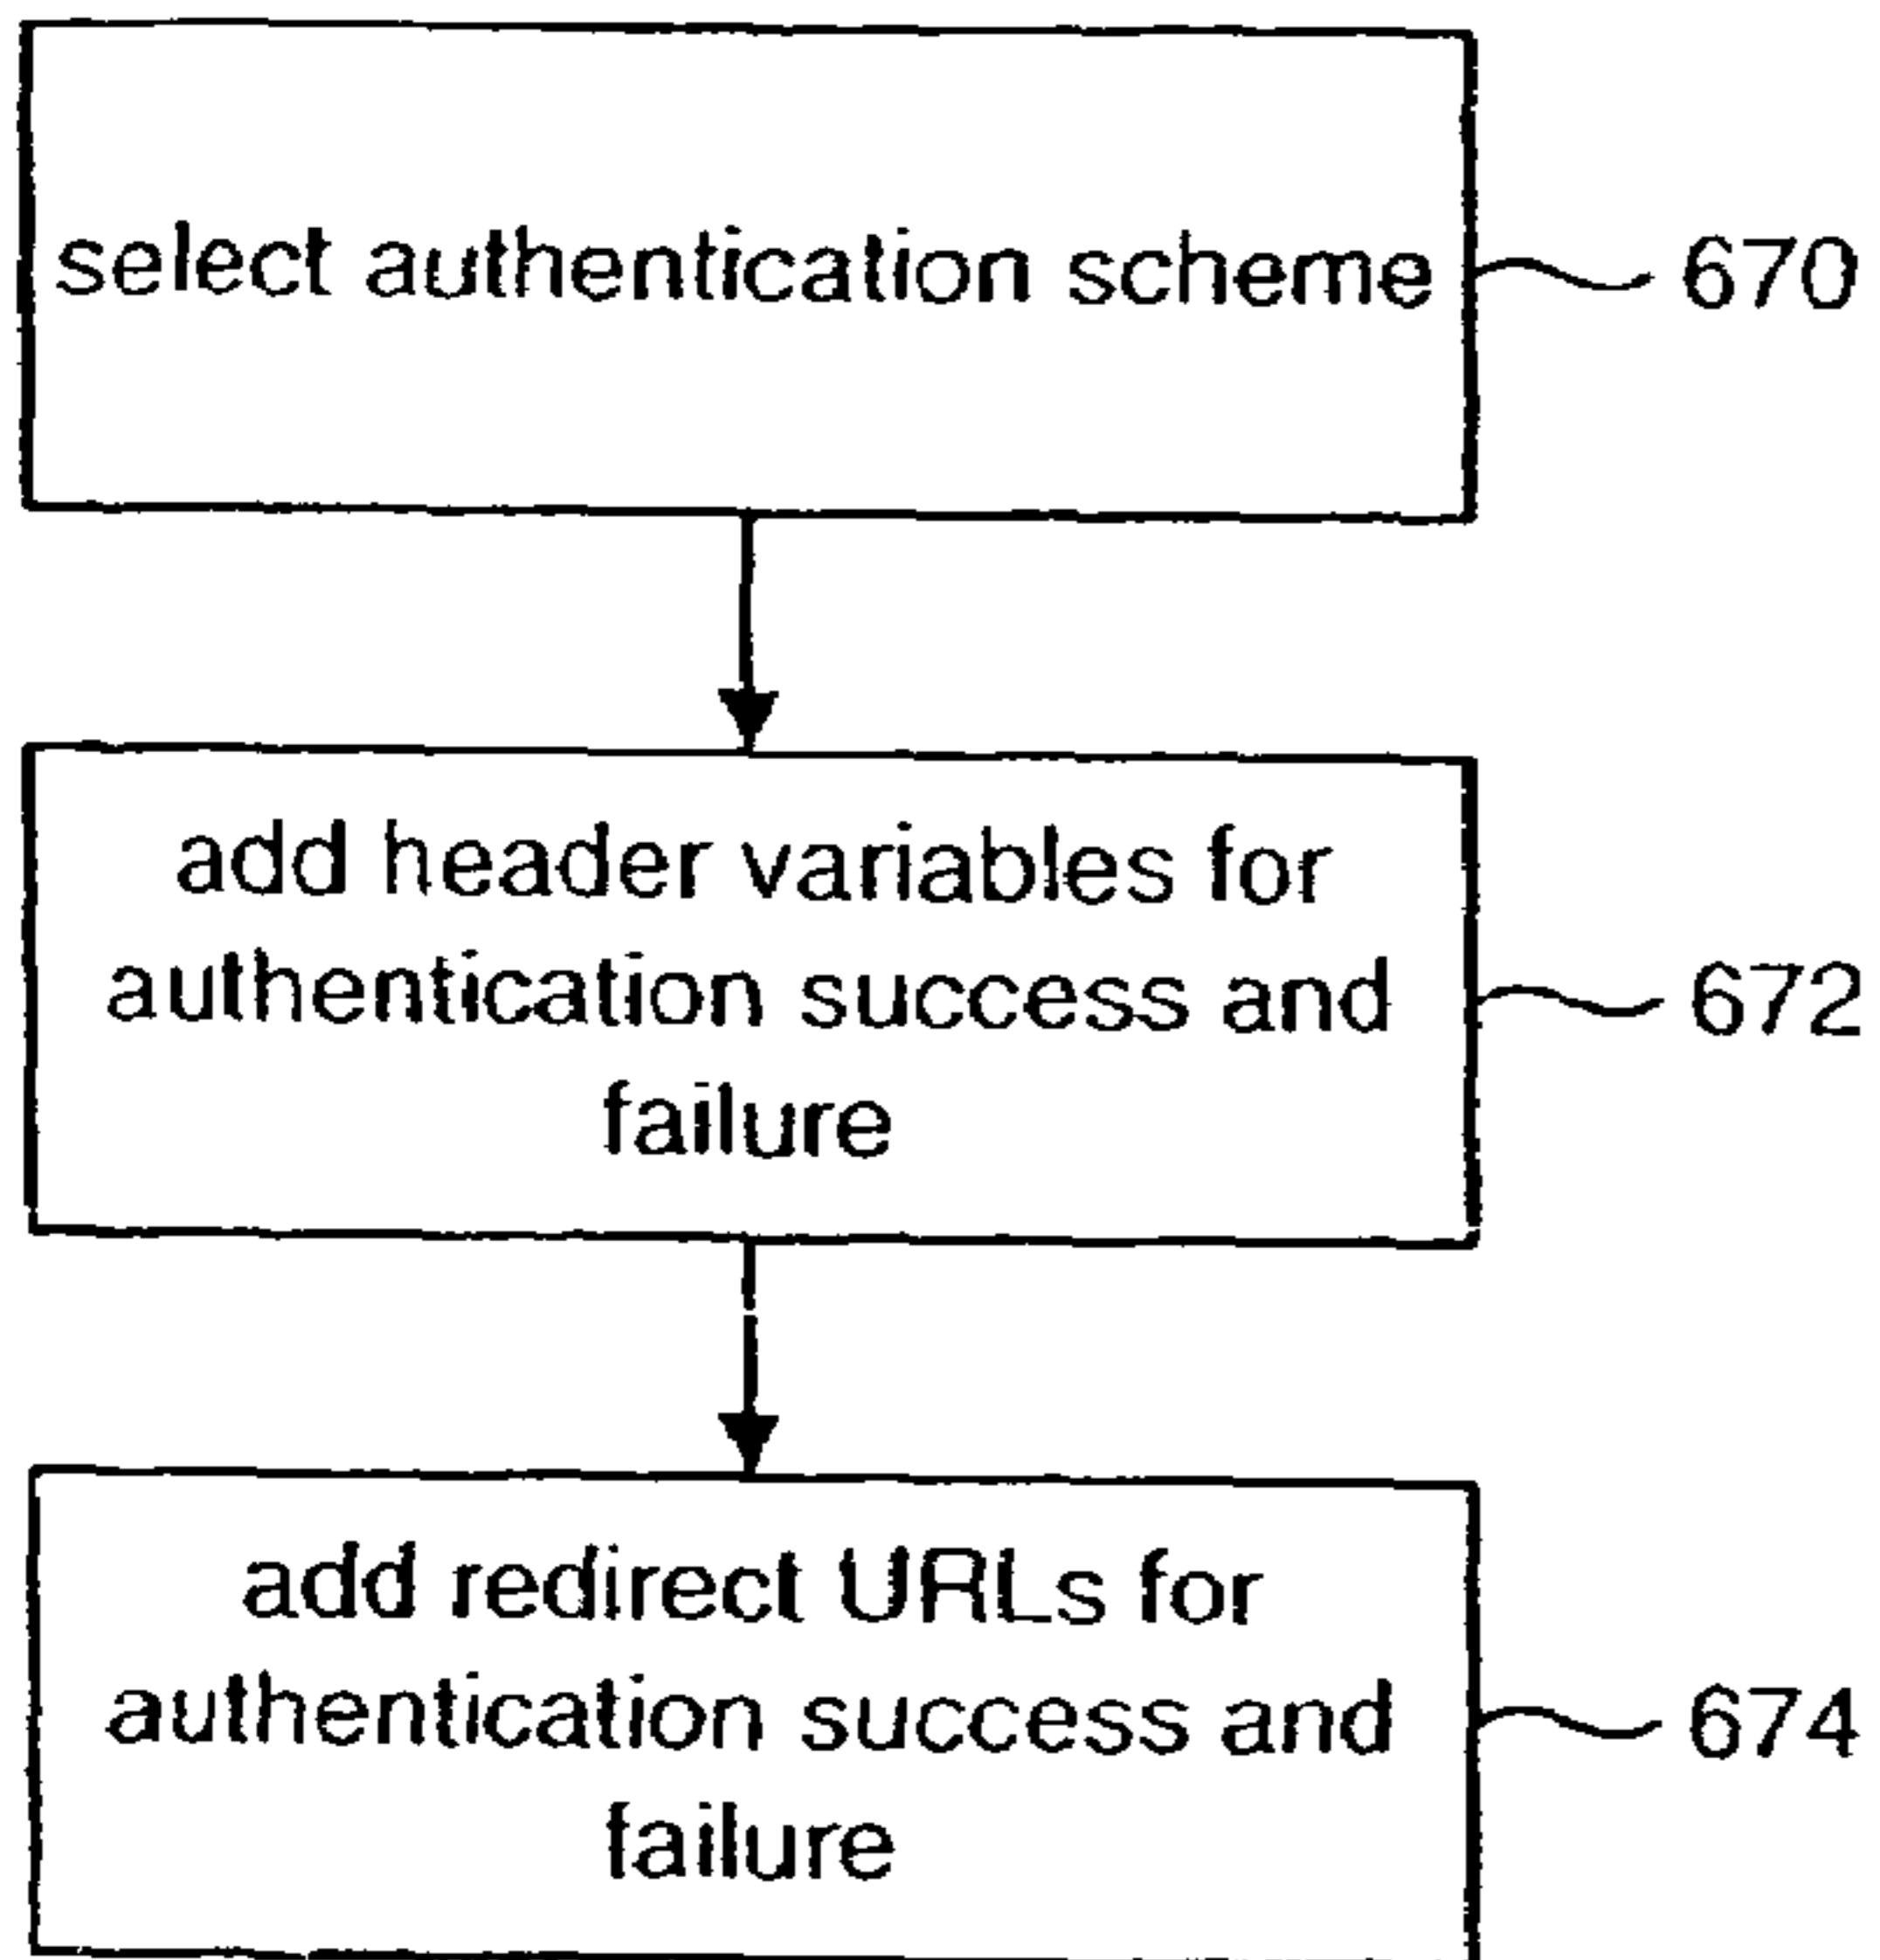 select authentication scheme
670
add header variables for
authentication success and
failure
672
add redirect URLs for
authentication success and
failure
674